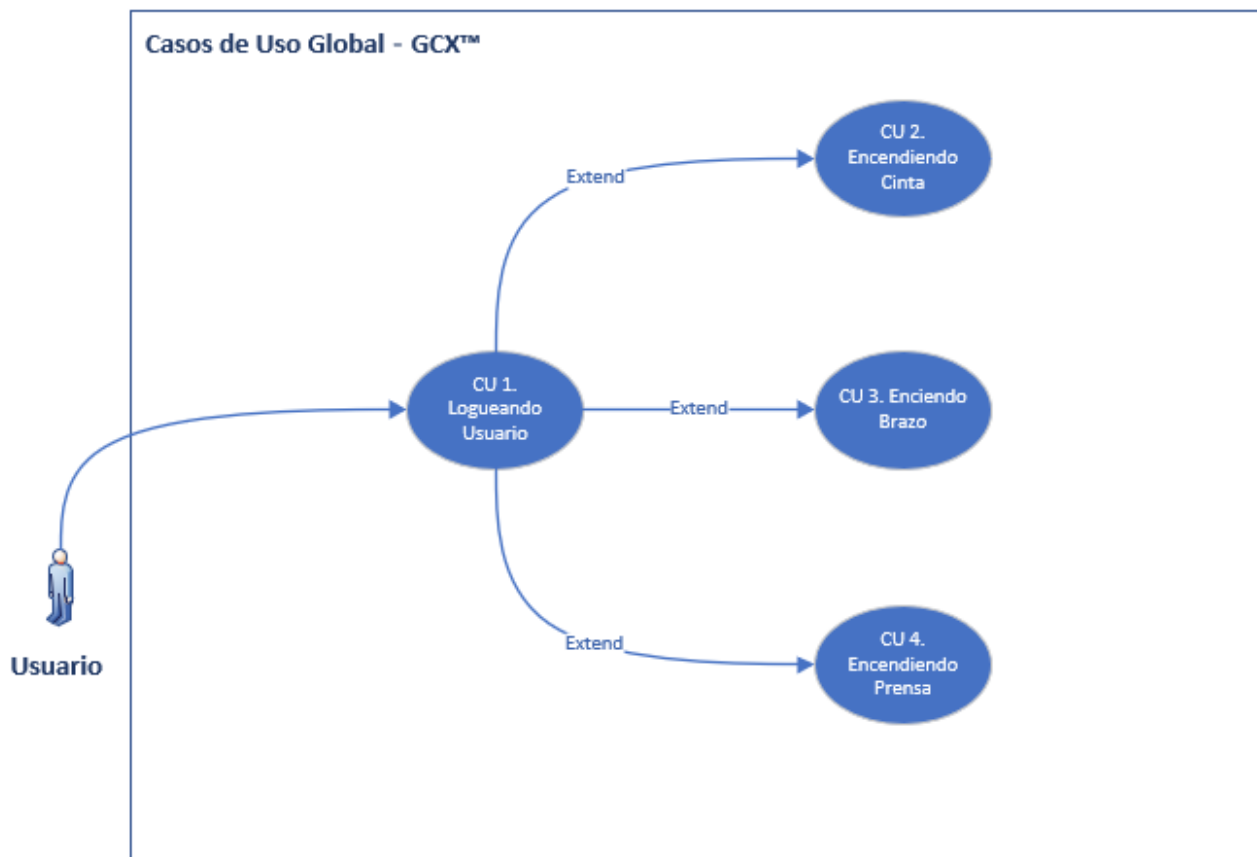 Casos de Uso Global - GCX™
CU 2.
Encendiendo
Cinta
Extend
CU 1.
Logueando
Usuario
Extend
CU 3. Enciendo
Brazo
Extend
CU 4.
Encendiendo
Prensa
Usuario